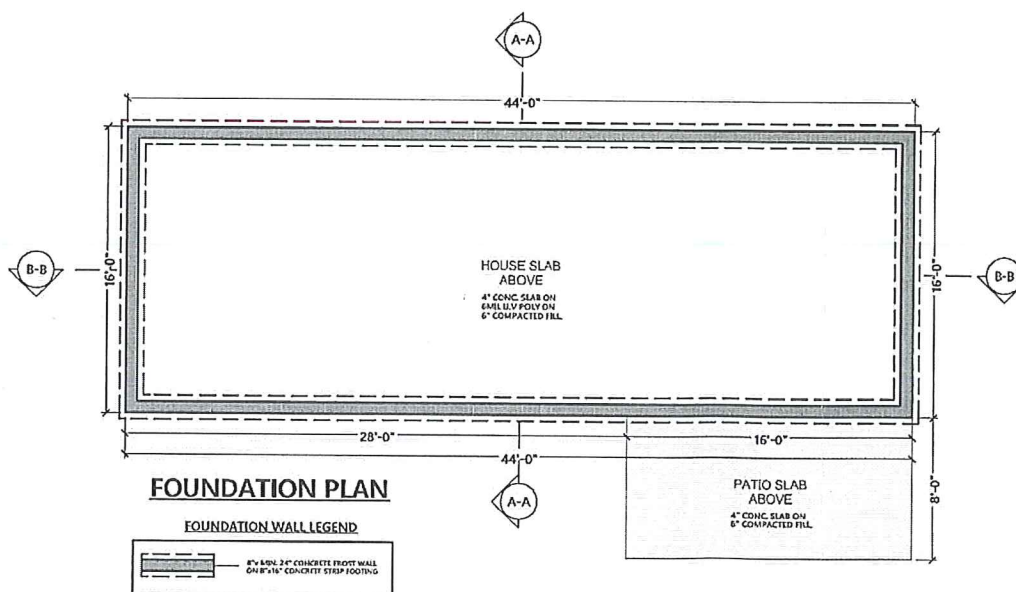 A-A
44'-0"
16'-0"
16'-0"
B-B
B-B
HOUSE SLAB
ABOVE
4" CONC. SLAB ON
6MIL U.V POLY ON
6" COMPACTED FILL
28'-0"
16'-0"
44'-0"
8'-0"
A-A
PATIO SLAB
ABOVE
4" CONC. SLAB ON
6" COMPACTED FILL
FOUNDATION PLAN
FOUNDATION WALL LEGEND
8"x MIN. 24" CONCRETE FROST WALL
ON 8"x16" CONCRETE STRIP FOOTING